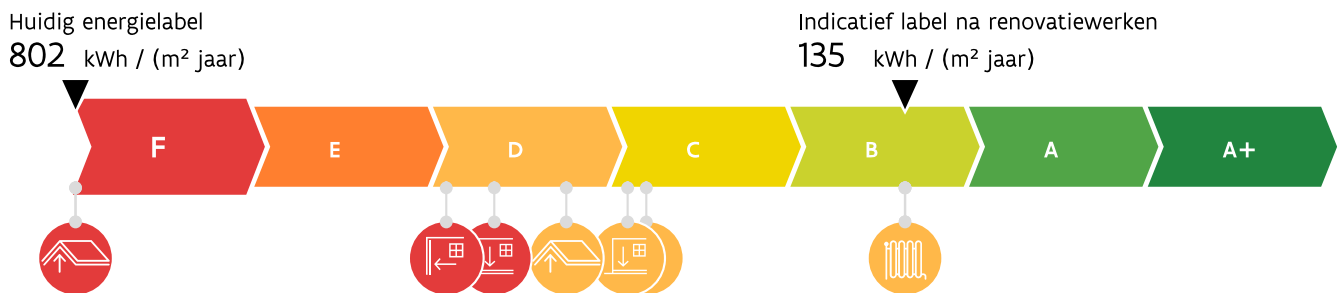 Huidig energielabel
802 kWh / (m² jaar)
Indicatief label na renovatiewerken
135 kWh / (m² jaar)
F E D C B A A+